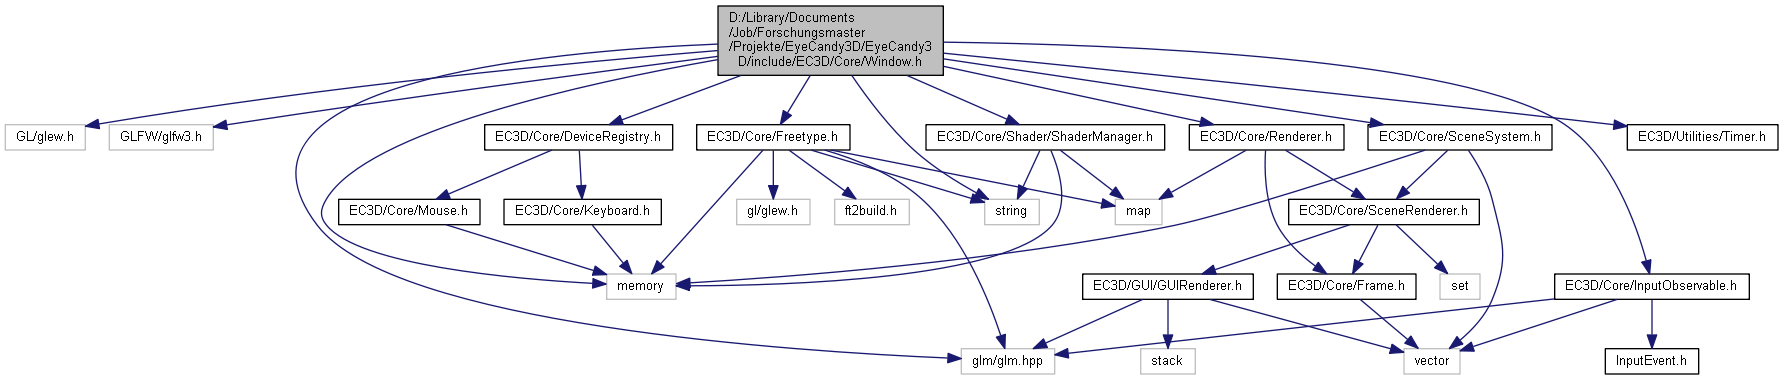 D:/Library/Documents
/Job/Forschungsmaster
/Projekte/EyeCandy3D/EyeCandy3
D/include/EC3D/Core/Window.h
GL/glew.h
GLFW/glfw3.h
EC3D/Core/DeviceRegistry.h
EC3D/Core/Freetype.h
EC3D/Core/Shader/ShaderManager.h
EC3D/Core/Renderer.h
EC3D/Core/SceneSystem.h
EC3D/Utilities/Timer.h
EC3D/Core/Mouse.h
EC3D/Core/Keyboard.h
gl/glew.h
ft2build.h
string
map
EC3D/Core/SceneRenderer.h
memory
EC3D/GUI/GUIRenderer.h
EC3D/Core/Frame.h
set
EC3D/Core/InputObservable.h
glm/glm.hpp
stack
vector
InputEvent.h